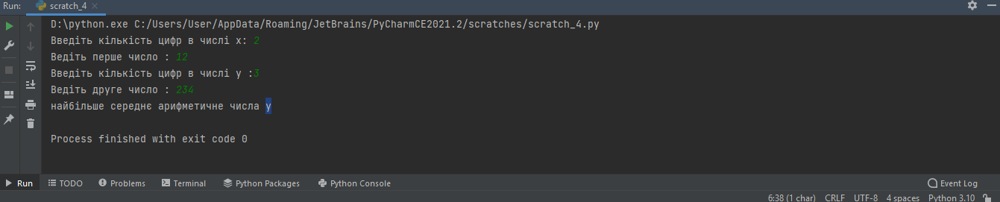 Run: scratch_4
D:\python.exe C:/Users/User/AppData/Roaming/JetBrains/PyCharmCE2021.2/scratches/scratch_4.py
Введіть кількість цифр в числі x: 2
Ведіть перше число : 12
Введіть кількість цифр в числі y :3
Ведіть друге число : 234
найбільше середнє арифметичне числа y
Process finished with exit code 0
Run TODO Problems Terminal Python Packages Python Console Event Log
6:38 (1 char) CRLF UTF-8 4 spaces Python 3.10